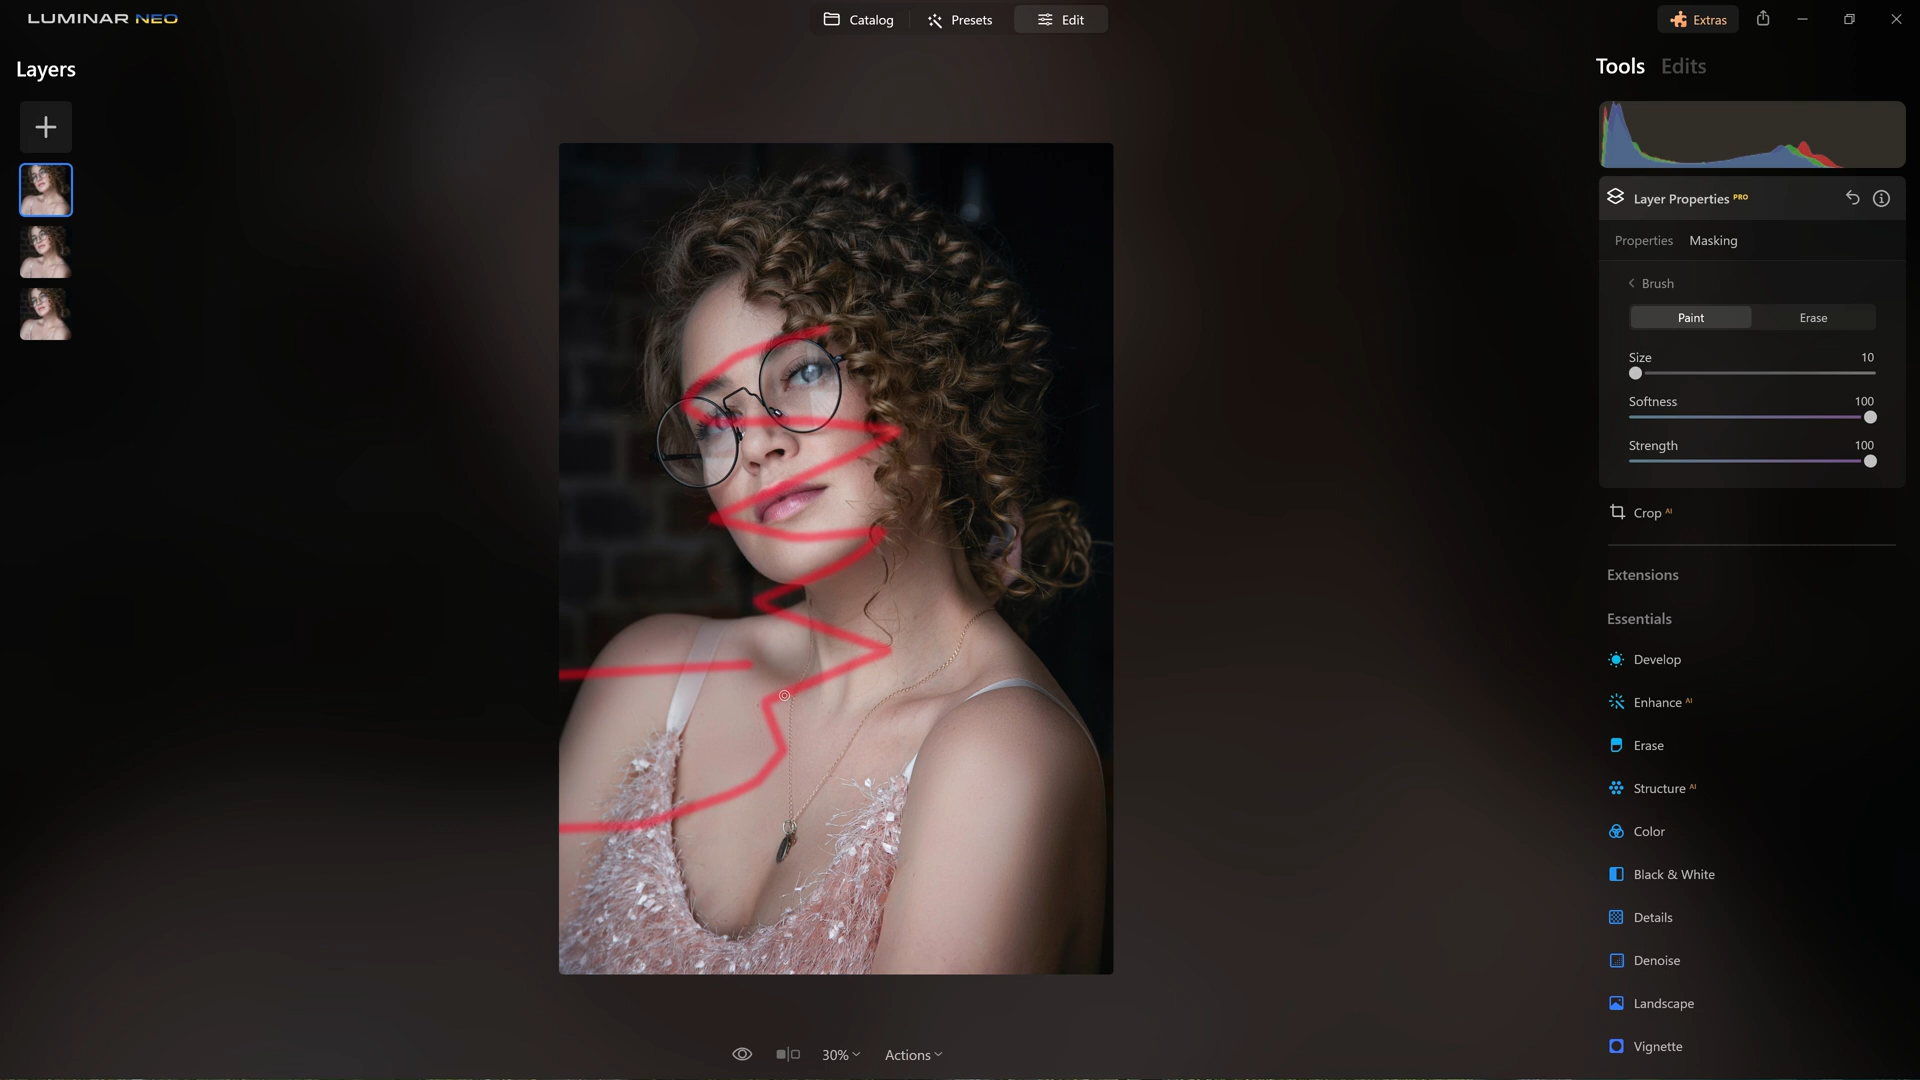 LUMINAR NEO
Catalog
Presets
Edit
Extras
Layers
Tools Edits
Layer Properties PRO
Properties Masking
Brush
Paint Erase
Size 10
Softness 100
Strength 100
Crop AI
Extensions
Essentials
Develop
Enhance AI
Erase
Structure AI
Color
Black & White
Details
Denoise
Landscape
Vignette
30% Actions